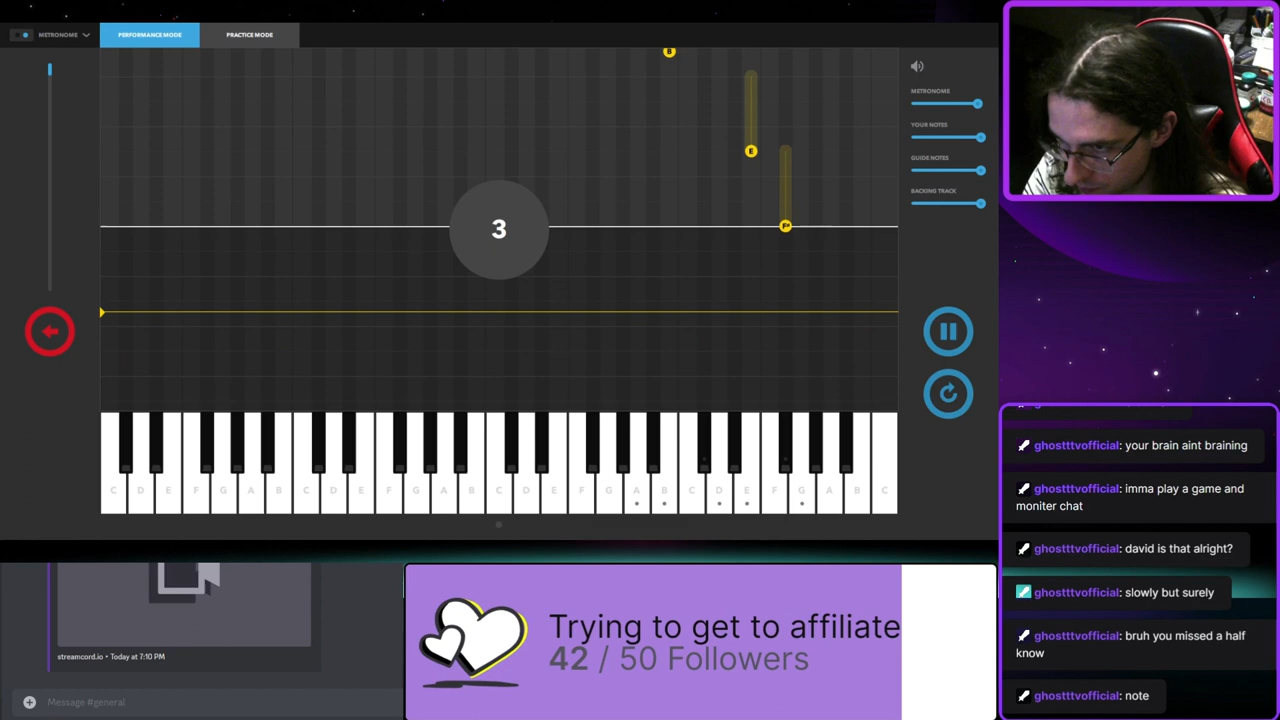 METRONOME
PERFORMANCE MODE
PRACTICE MODE
B
E
F#
3
METRONOME
YOUR NOTES
GUIDE NOTES
BACKING TRACK
C D E F G A B C D E F G A B C D E F G A B C D E F G A B C
streamcord.io • Today at 7:10 PM
Message #general
Trying to get to affiliate
42 / 50 Followers
ghostttvofficial: your brain aint braining
ghostttvofficial: imma play a game and
moniter chat
ghostttvofficial: david is that alright?
ghostttvofficial: slowly but surely
ghostttvofficial: bruh you missed a half
know
ghostttvofficial: note